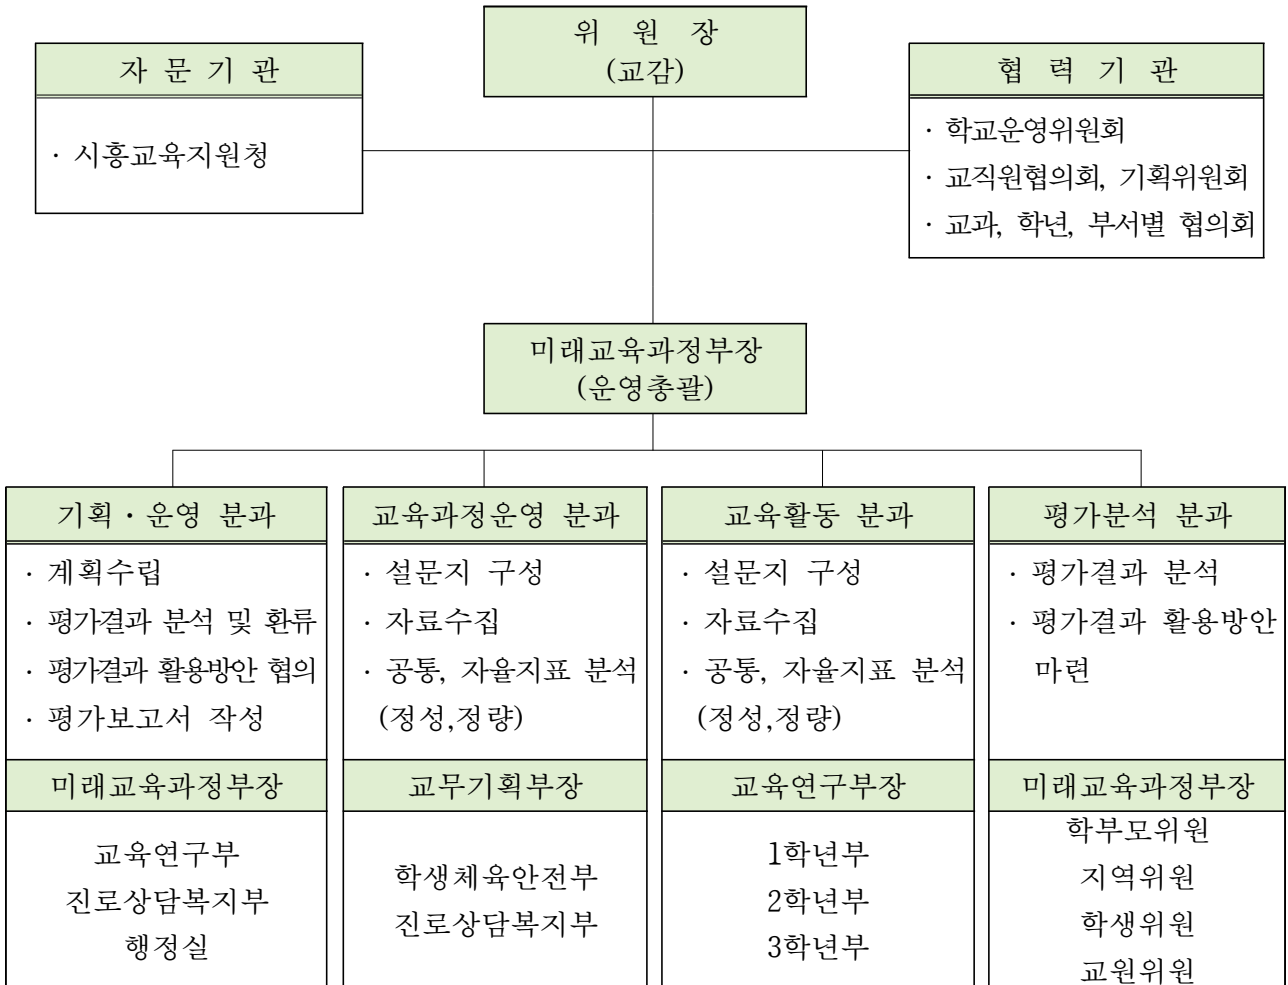 위 원 장
(교감)
자 문 기 관
· 시흥교육지원청
협 력 기 관
· 학교운영위원회
· 교직원협의회, 기획위원회
· 교과, 학년, 부서별 협의회
미래교육과정부장
(운영총괄)
기획·운영 분과
· 계획수립
· 평가결과 분석 및 환류
· 평가결과 활용방안 협의
· 평가보고서 작성
미래교육과정부장
교육연구부
진로상담복지부
행정실
교육과정운영 분과
· 설문지 구성
· 자료수집
· 공통, 자율지표 분석
(정성,정량)
교무기획부장
학생체육안전부
진로상담복지부
교육활동 분과
· 설문지 구성
· 자료수집
· 공통, 자율지표 분석
(정성,정량)
교육연구부장
1학년부
2학년부
3학년부
평가분석 분과
· 평가결과 분석
· 평가결과 활용방안
마련
미래교육과정부장
학부모위원
지역위원
학생위원
교원위원